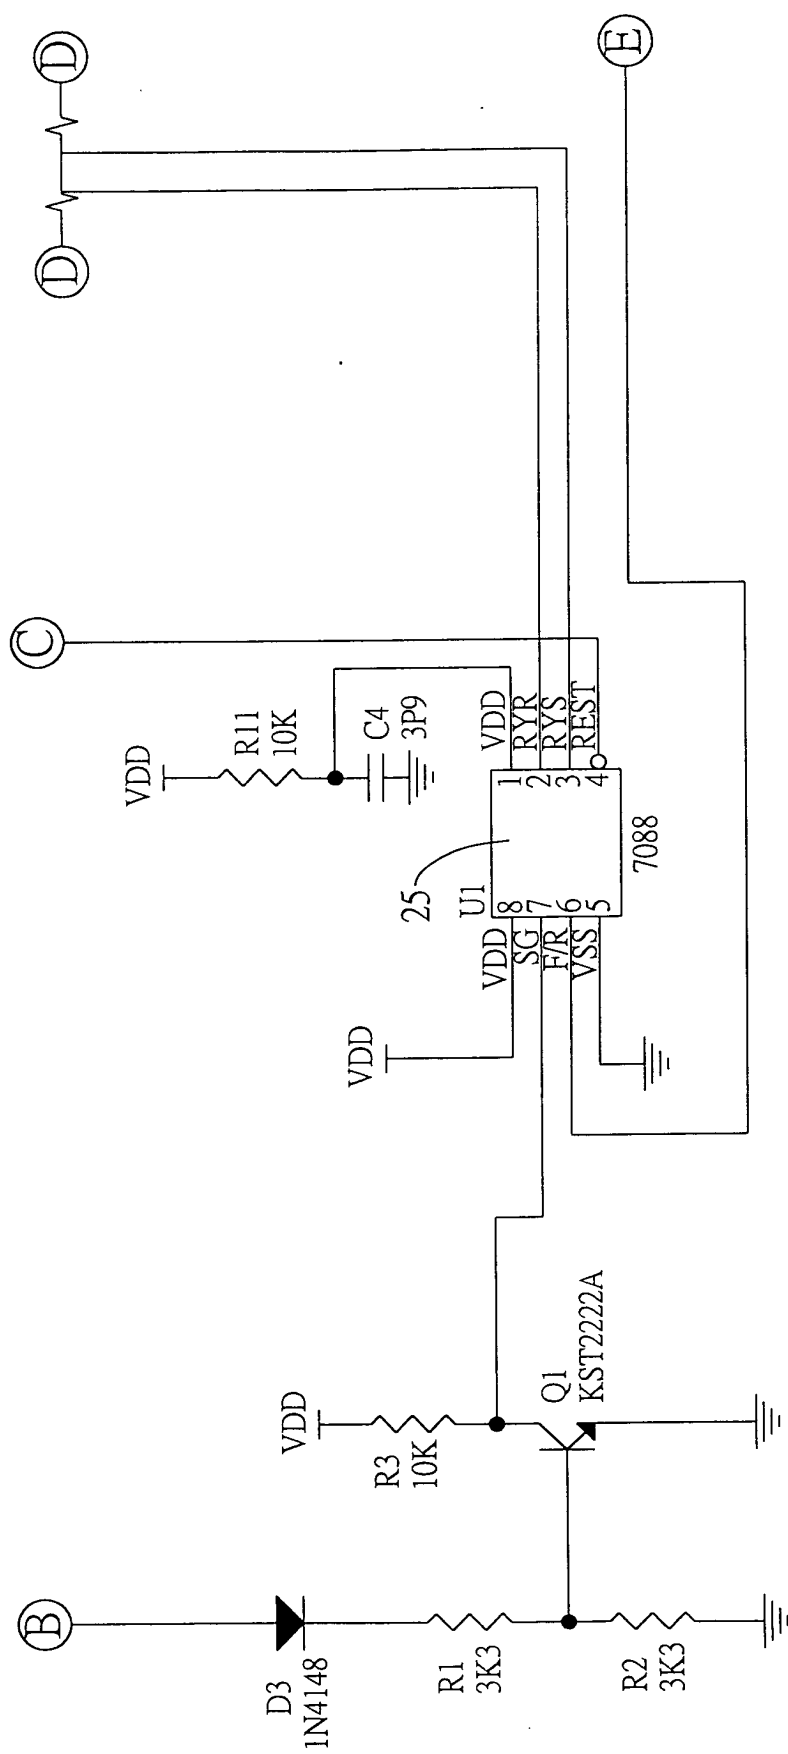 D
D
E
C
B
VDD
R11
10K
C4
3P9
VDD
RYR
RYS
REST
1
2
3
4
25
U1
7088
8
7
6
5
VDD
SG
F/R
VSS
VDD
VDD
R3
10K
Q1
KST2222A
D3
1N4148
R1
3K3
R2
3K3